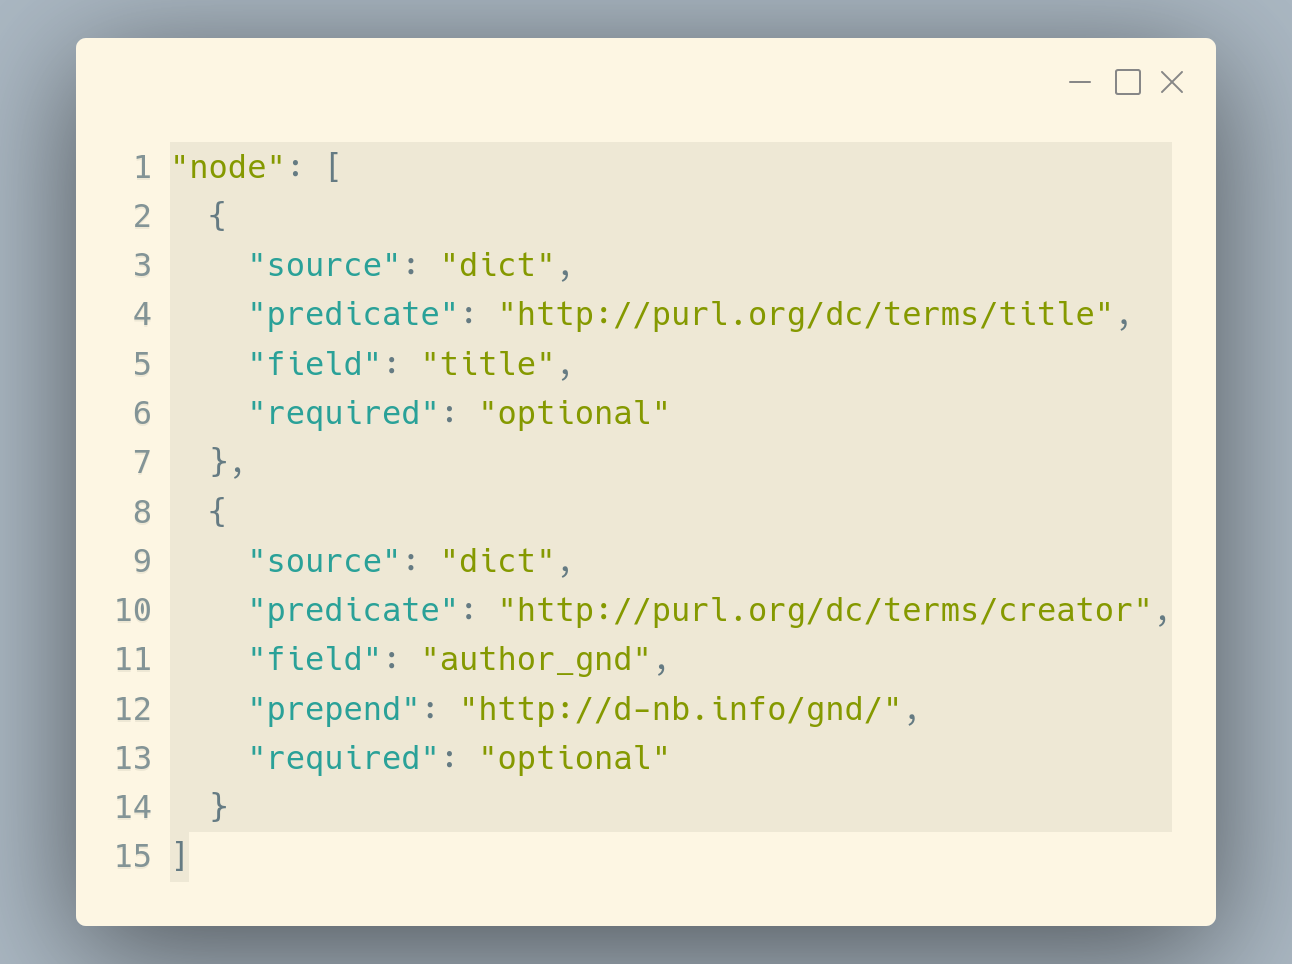 1 "node": [
2   {
3     "source": "dict",
4     "predicate": "http://purl.org/dc/terms/title",
5     "field": "title",
6     "required": "optional"
7   },
8   {
9     "source": "dict",
10     "predicate": "http://purl.org/dc/terms/creator",
11     "field": "author_gnd",
12     "prepend": "http://d-nb.info/gnd/",
13     "required": "optional"
14   }
15 ]